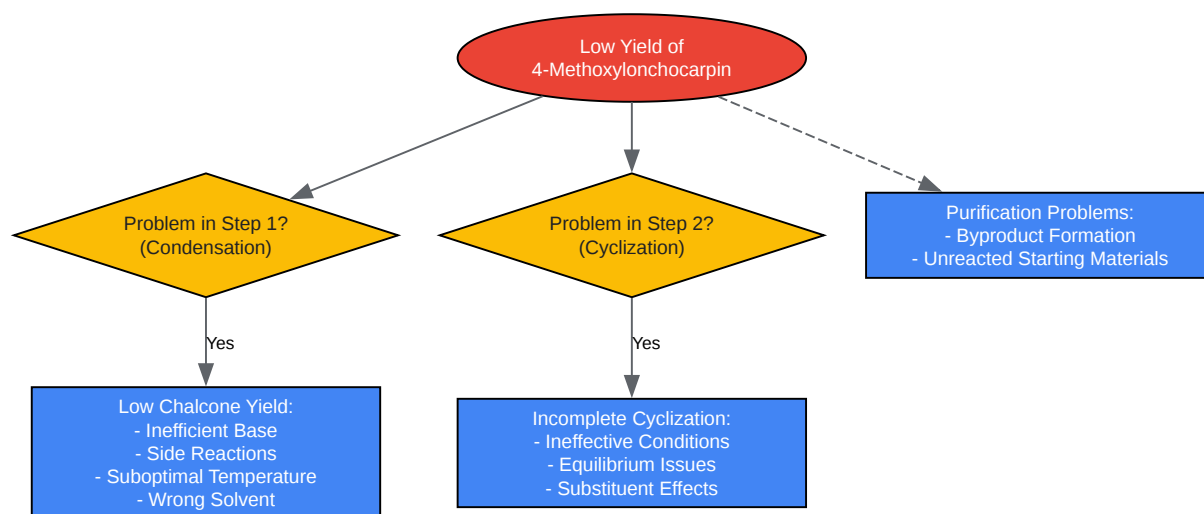 Low Yield of
4-Methoxylonchocarpin
Problem in Step 1?
(Condensation)
Problem in Step 2?
(Cyclization)
Purification Problems:
- Byproduct Formation
- Unreacted Starting Materials
Yes
Yes
Low Chalcone Yield:
- Inefficient Base
- Side Reactions
- Suboptimal Temperature
- Wrong Solvent
Incomplete Cyclization:
- Ineffective Conditions
- Equilibrium Issues
- Substituent Effects